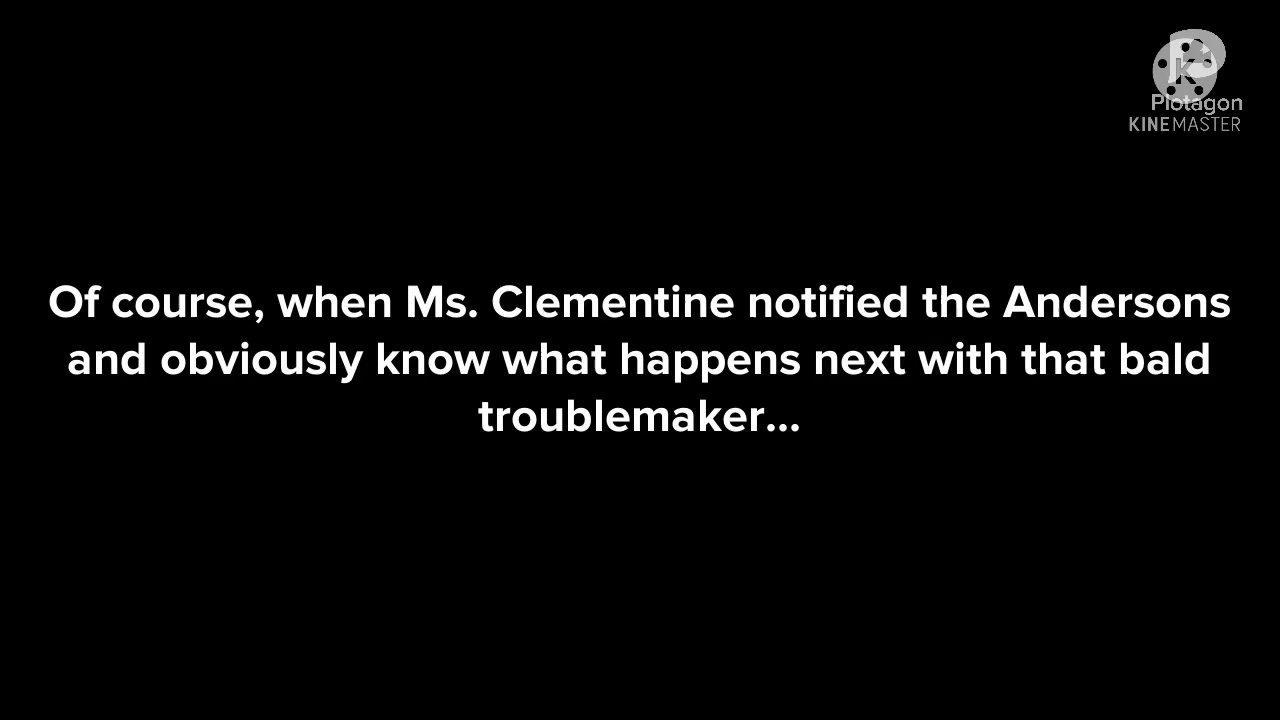 Plotagon
KINEMASTER
Of course, when Ms. Clementine notified the Andersons
and obviously know what happens next with that bald
troublemaker...